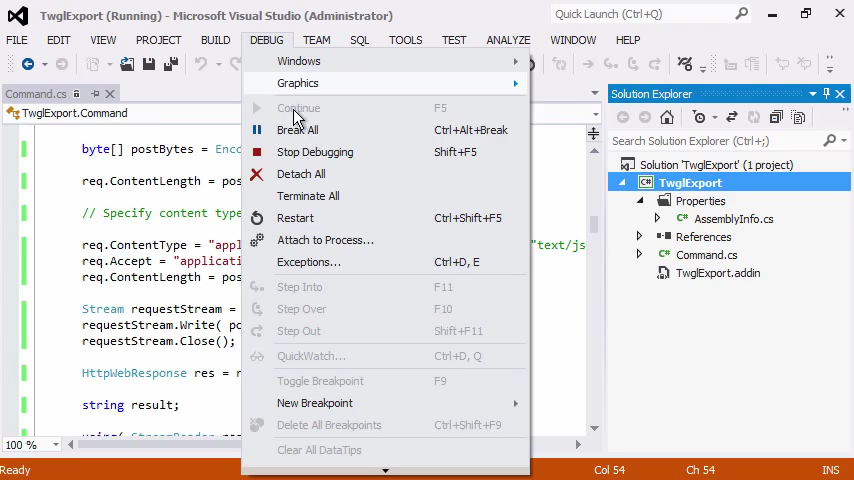 TwglExport (Running) - Microsoft Visual Studio (Administrator)
Quick Launch (Ctrl+Q)
FILE EDIT VIEW PROJECT BUILD DEBUG TEAM SQL TOOLS TEST ANALYZE WINDOW HELP
Command.cs
TwglExport.Command
byte[] postBytes = Enco
req.ContentLength = pos
// Specify content type
req.ContentType = "appl
"text/js
req.Accept = "applicatio
req.ContentLength = pos
Stream requestStream =
requestStream.Write( po
requestStream.Close();
HttpWebResponse res = r
string result;
using( StreamReader re
100 %
Windows
Graphics
Continue F5
Break All Ctrl+Alt+Break
Stop Debugging Shift+F5
Detach All
Terminate All
Restart Ctrl+Shift+F5
Attach to Process...
Exceptions... Ctrl+D, E
Step Into F11
Step Over F10
Step Out Shift+F11
QuickWatch... Ctrl+D, Q
Toggle Breakpoint F9
New Breakpoint
Delete All Breakpoints Ctrl+Shift+F9
Clear All DataTips
Solution Explorer
Search Solution Explorer (Ctrl+;)
Solution 'TwglExport' (1 project)
TwglExport
Properties
AssemblyInfo.cs
References
Command.cs
TwglExport.addin
Ready Col 54 Ch 54 INS